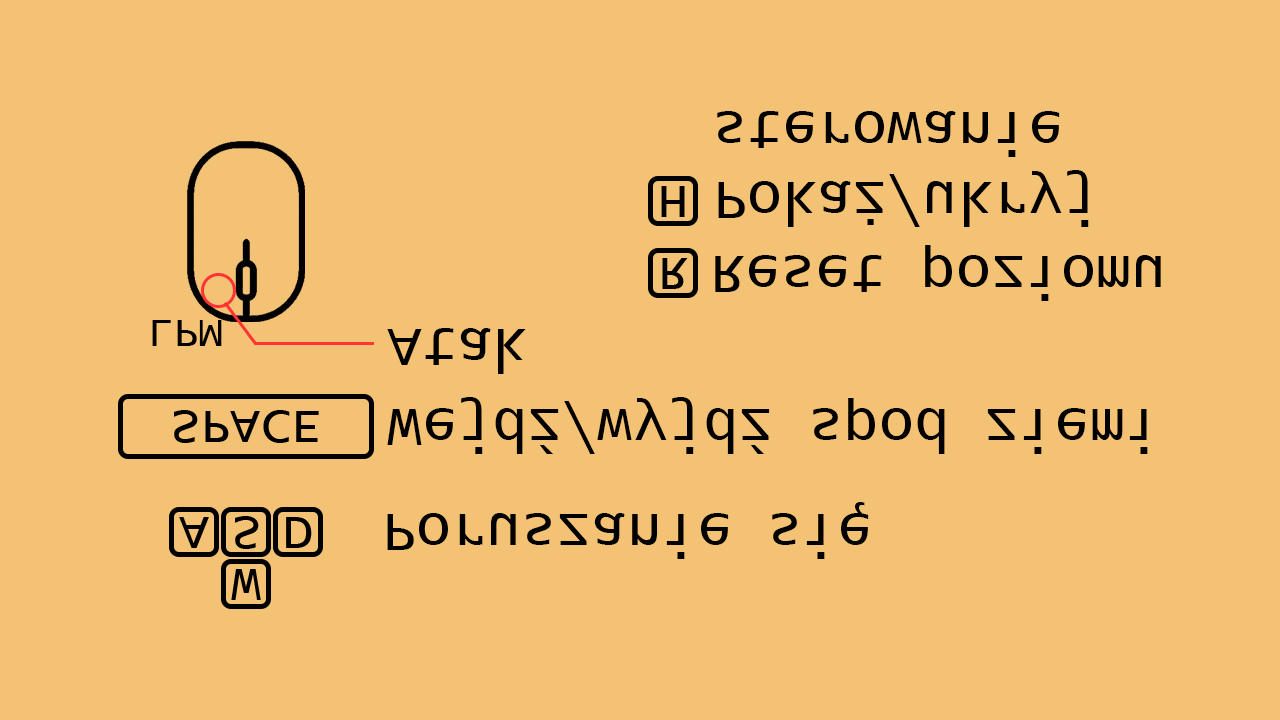 W
A S D Poruszanie się
SPACE Wejdź/wyjdź spod ziemi
LPM Atak
R Reset poziomu
H Pokaż/ukryj
sterowanie